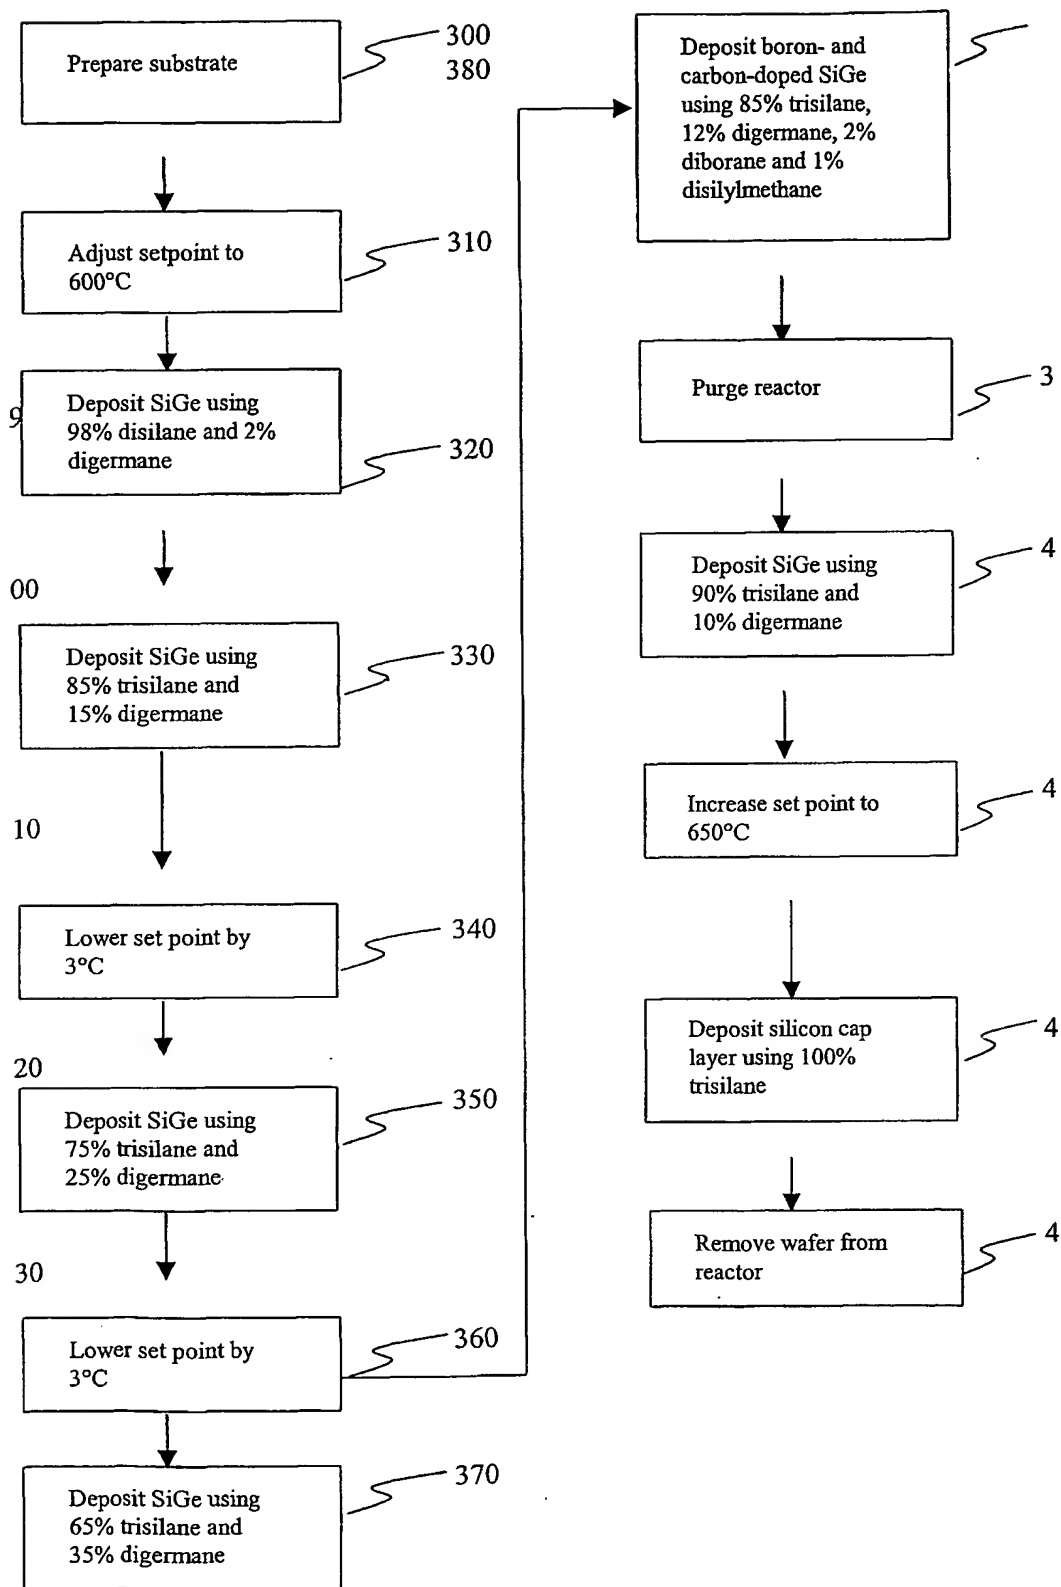 Prepare substrate
300
380
Adjust setpoint to
600°C
310
Deposit SiGe using
98% disilane and 2%
digermane
9
320
00
Deposit SiGe using
85% trisilane and
15% digermane
330
10
Lower set point by
3°C
340
20
Deposit SiGe using
75% trisilane and
25% digermane
350
30
Lower set point by
3°C
360
Deposit SiGe using
65% trisilane and
35% digermane
370
Deposit boron- and
carbon-doped SiGe
using 85% trisilane,
12% digermane, 2%
diborane and 1%
disilylmethane
Purge reactor
3
Deposit SiGe using
90% trisilane and
10% digermane
4
Increase set point to
650°C
4
Deposit silicon cap
layer using 100%
trisilane
4
Remove wafer from
reactor
4